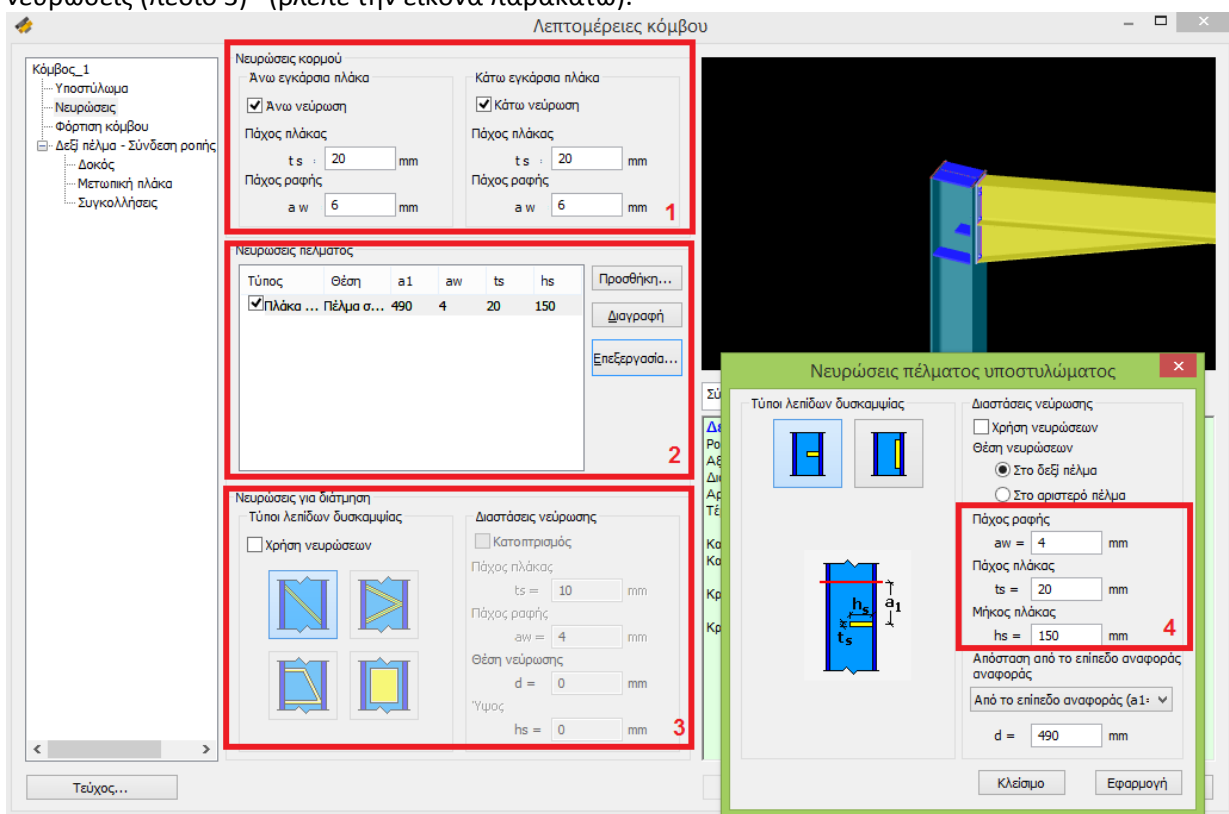 νευρώσεις (πεδίο 3) (βλέπε την εικόνα παρακάτω).
Λεπτομέρειες κόμβου
Κόμβος_1
Υποστύλωμα
Νευρώσεις
Φόρτιση κόμβου
Δεξί πέλμα - Σύνδεση ροπής
Δοκός
Μετωπική πλάκα
Συγκολλήσεις
Τεύχος...
Νευρώσεις κορμού
Άνω εγκάρσια πλάκα
Άνω νεύρωση
Πάχος πλάκας
ts : 20 mm
Πάχος ραφής
aw 6 mm
Κάτω εγκάρσια πλάκα
Κάτω νεύρωση
Πάχος πλάκας
ts : 20 mm
Πάχος ραφής
aw 6 mm
1
Νευρώσεις πέλματος
Τύπος Θέση a1 aw ts hs
Πλάκα ... Πέλμα σ... 490 4 20 150
Προσθήκη...
Διαγραφή
Επεξεργασία...
2
Νευρώσεις για διάτμηση
Τύποι λεπίδων δυσκαμψίας
Χρήση νευρώσεων
Διαστάσεις νεύρωσης
Κατοπτρισμός
Πάχος πλάκας
ts = 10 mm
Πάχος ραφής
aw = 4 mm
Θέση νεύρωσης
d = 0 mm
Ύψος
hs = 0 mm
3
Νευρώσεις πέλματος υποστυλώματος
Τύποι λεπίδων δυσκαμψίας
hs
a1
ts
Διαστάσεις νεύρωσης
Χρήση νευρώσεων
Θέση νευρώσεων
Στο δεξί πέλμα
Στο αριστερό πέλμα
Πάχος ραφής
aw = 4 mm
Πάχος πλάκας
ts = 20 mm
Μήκος πλάκας
hs = 150 mm
4
Απόσταση από το επίπεδο αναφοράς
αναφοράς
Από το επίπεδο αναφοράς (a1:
d = 490 mm
Κλείσιμο
Εφαρμογή